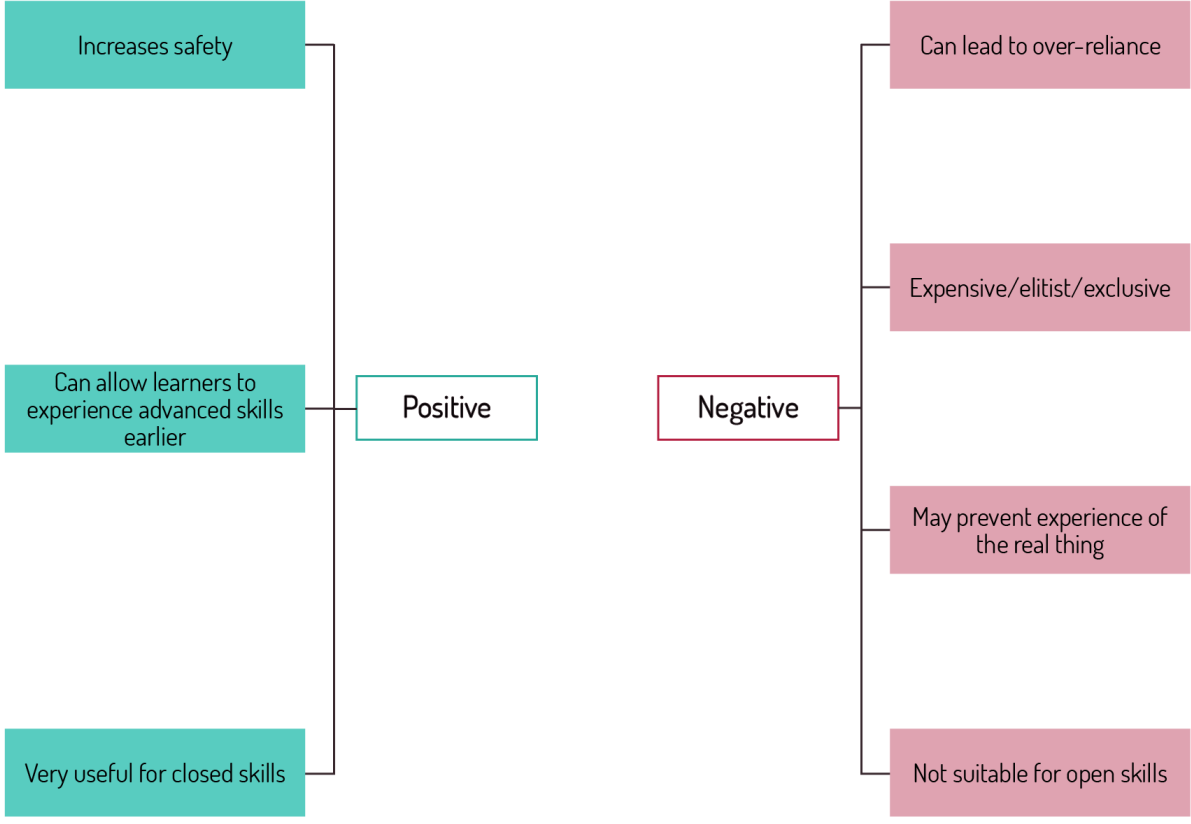 Increases safety
Can allow learners to
experience advanced skills
earlier
Very useful for closed skills
Positive
Negative
Can lead to over-reliance
Expensive/elitist/exclusive
May prevent experience of
the real thing
Not suitable for open skills